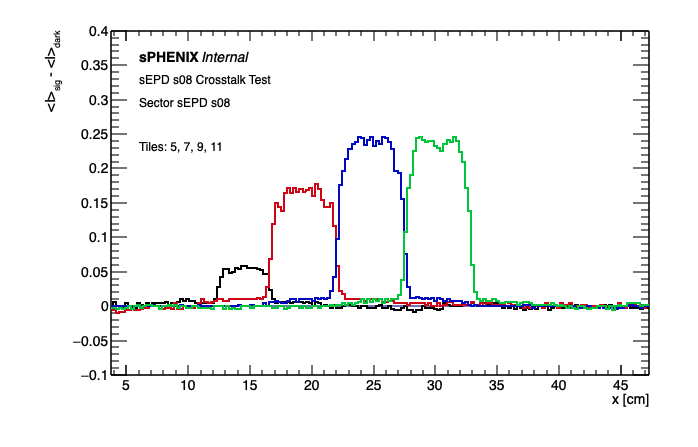 <I>sig - <I>dark
0.4
0.35
0.3
0.25
0.2
0.15
0.1
0.05
0
−0.05
−0.1
sPHENIX Internal
sEPD s08 Crosstalk Test
Sector sEPD s08
Tiles: 5, 7, 9, 11
5 10 15 20 25 30 35 40 45
x [cm]